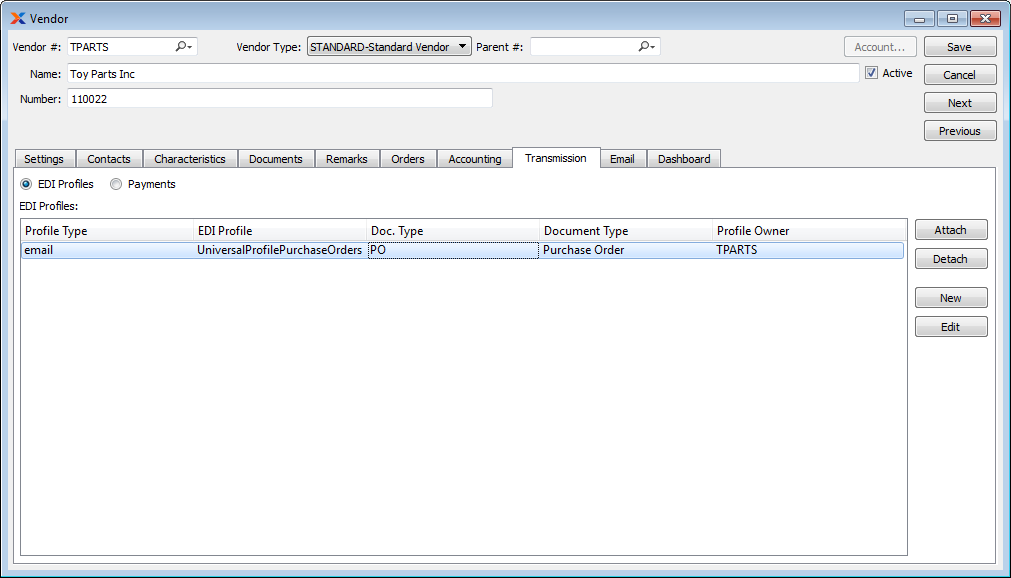 Vendor
Vendor #: TPARTS Vendor Type: STANDARD-Standard Vendor Parent #: Account... Save
Name: Toy Parts Inc Active Cancel
Number: 110022 Next
Previous
Settings Contacts Characteristics Documents Remarks Orders Accounting Transmission Email Dashboard
EDI Profiles Payments
EDI Profiles:
Profile Type EDI Profile Doc. Type Document Type Profile Owner Attach
email UniversalProfilePurchaseOrders PO Purchase Order TPARTS
Detach
New
Edit